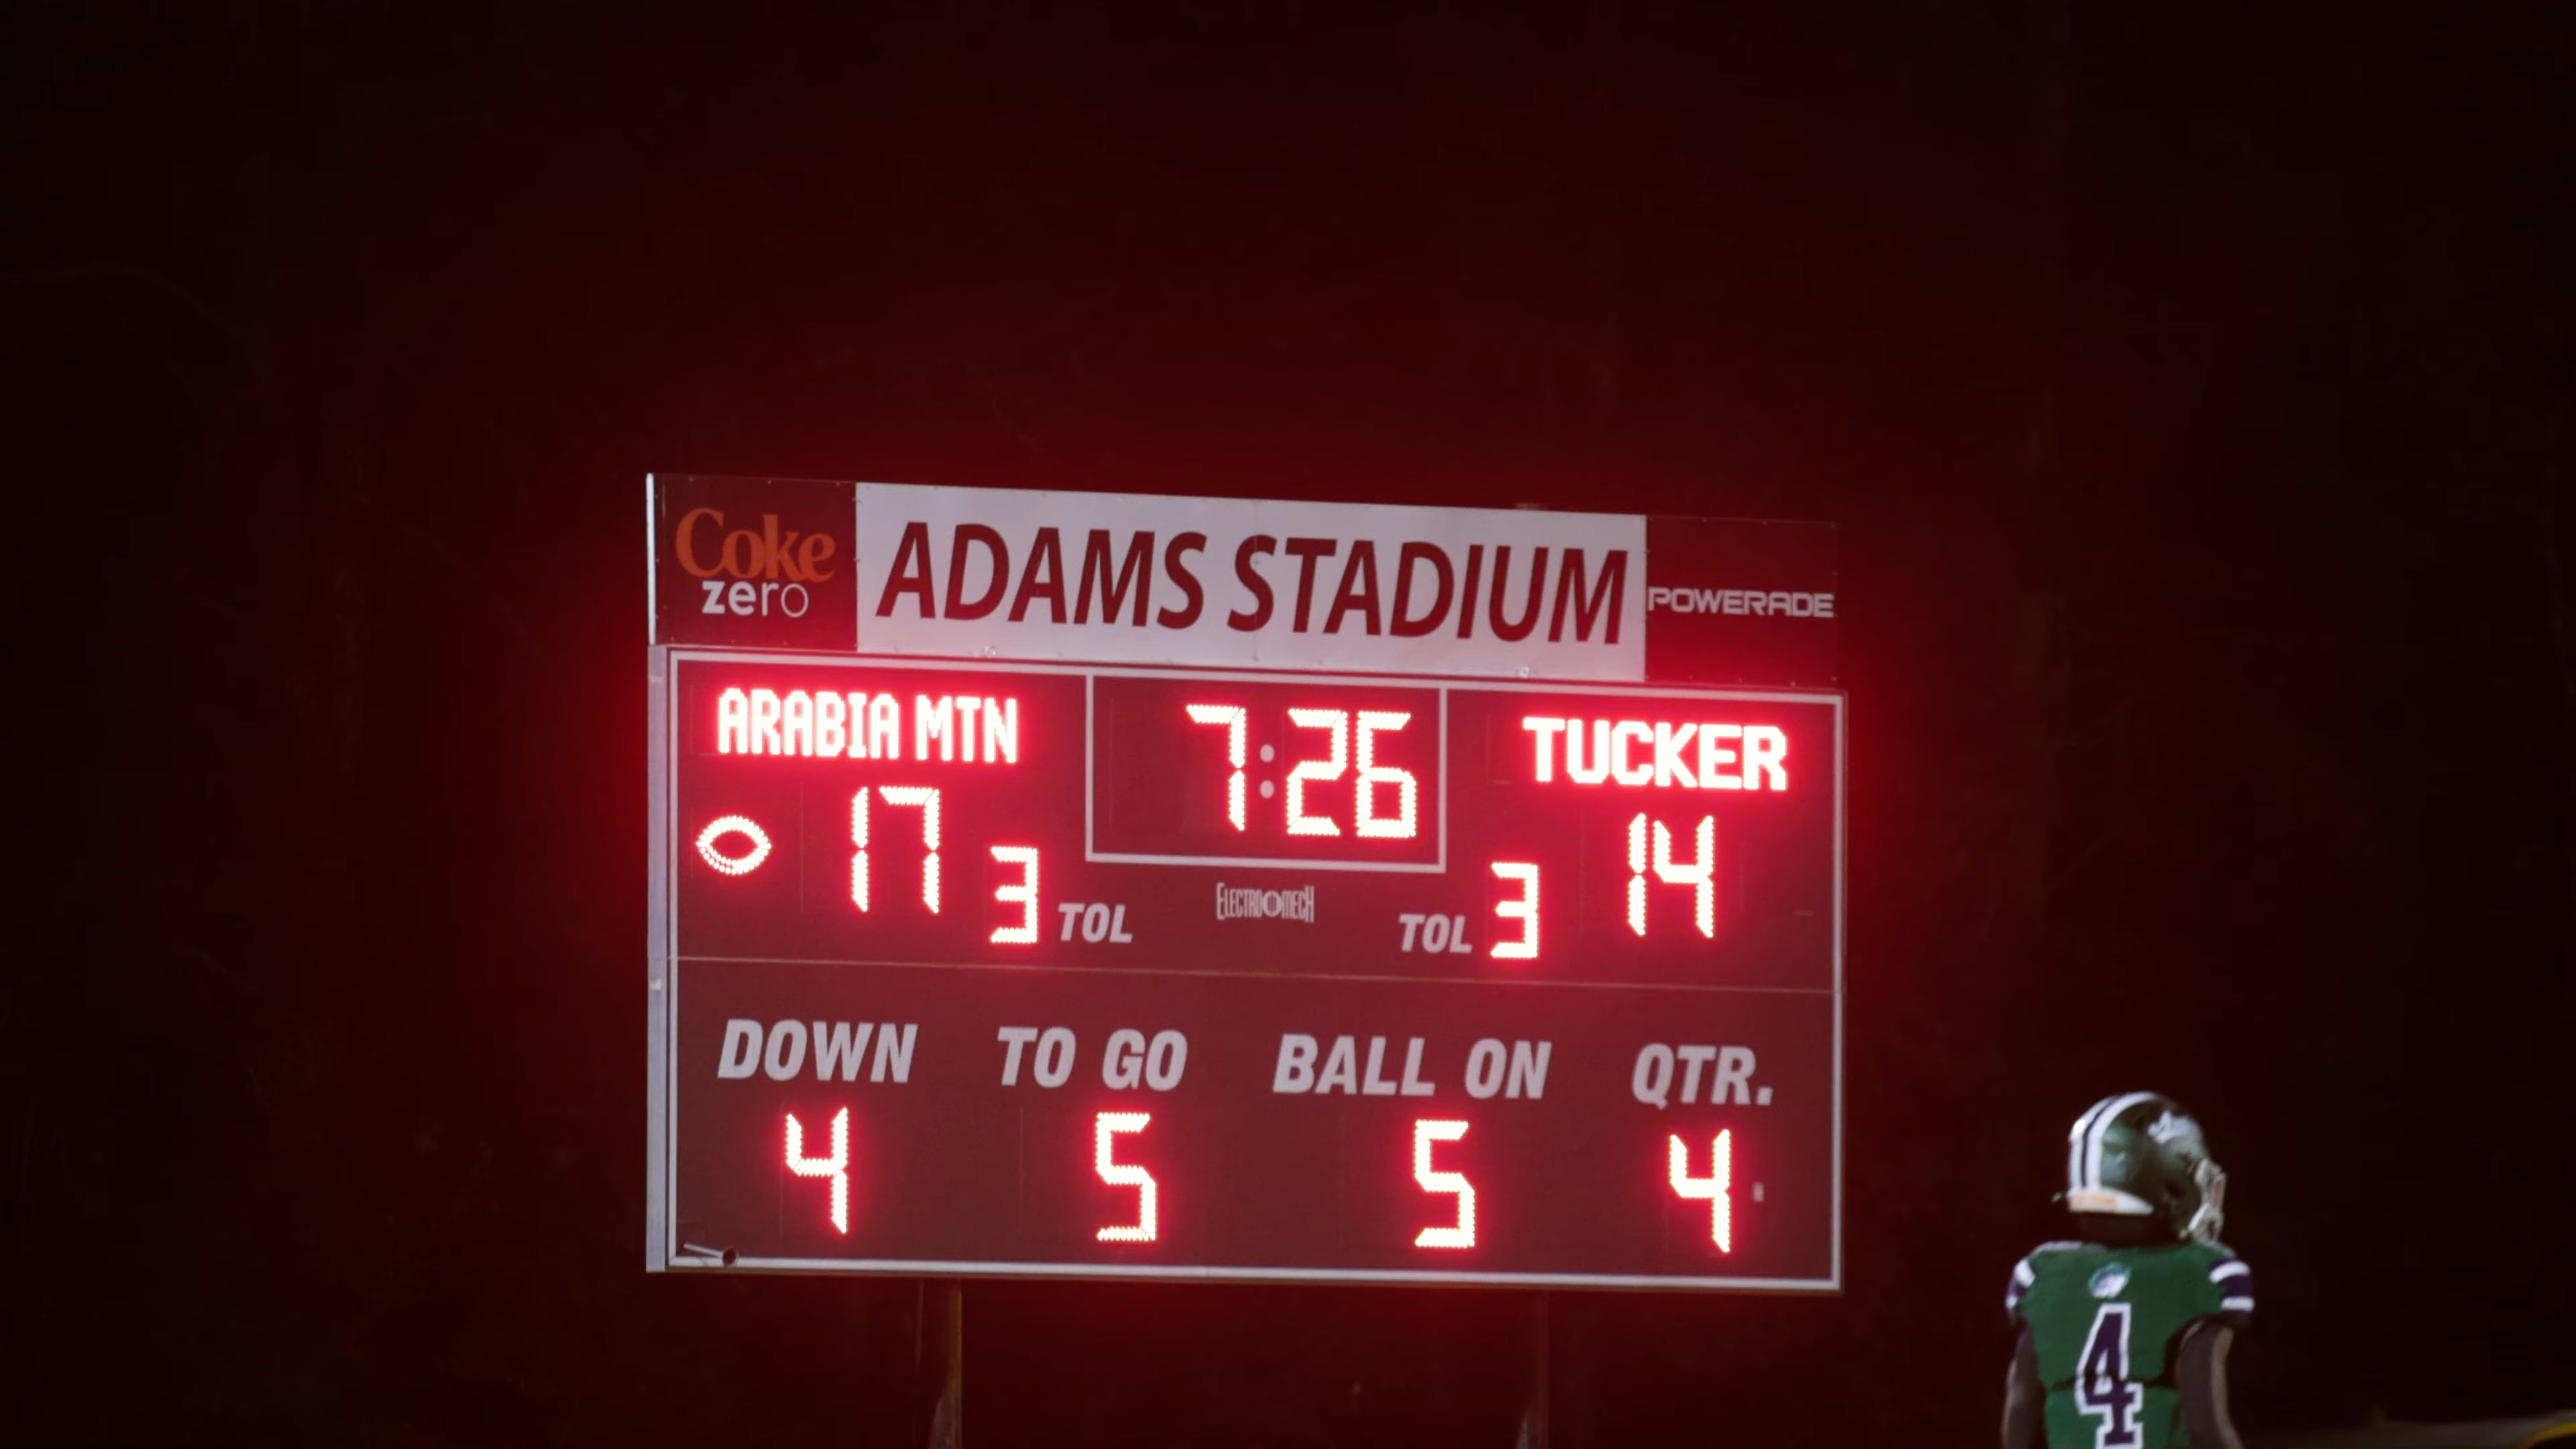 Coke
zero
ADAMS STADIUM
POWERADE
ARABIA MTN
7:26
TUCKER
17
3 TOL
ELECTRO-MECH
TOL 3
14
DOWN TO GO BALL ON QTR.
4 5 5 4
4